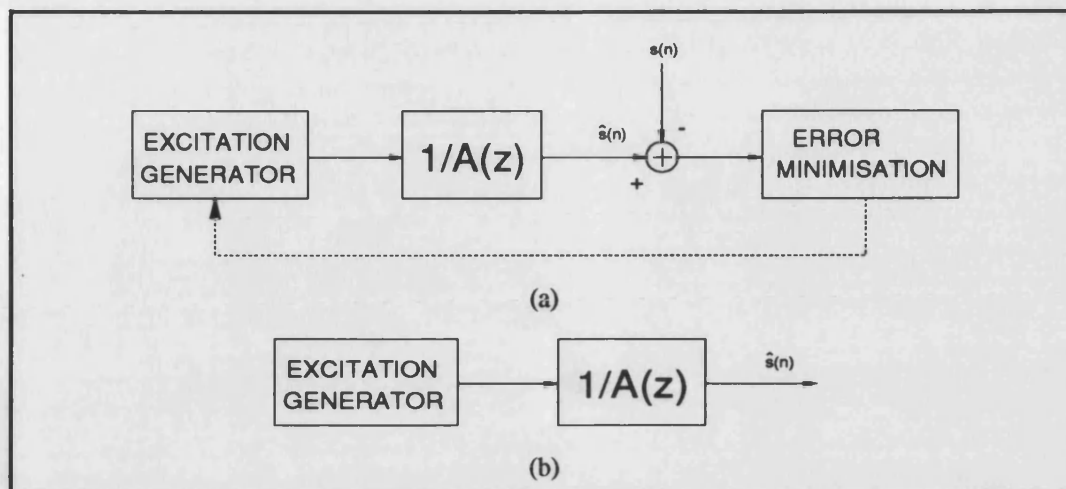 s(n)
EXCITATION
GENERATOR
1/A(z)
ŝ(n)
-
+
+
ERROR
MINIMISATION
(a)
EXCITATION
GENERATOR
1/A(z)
ŝ(n)
(b)